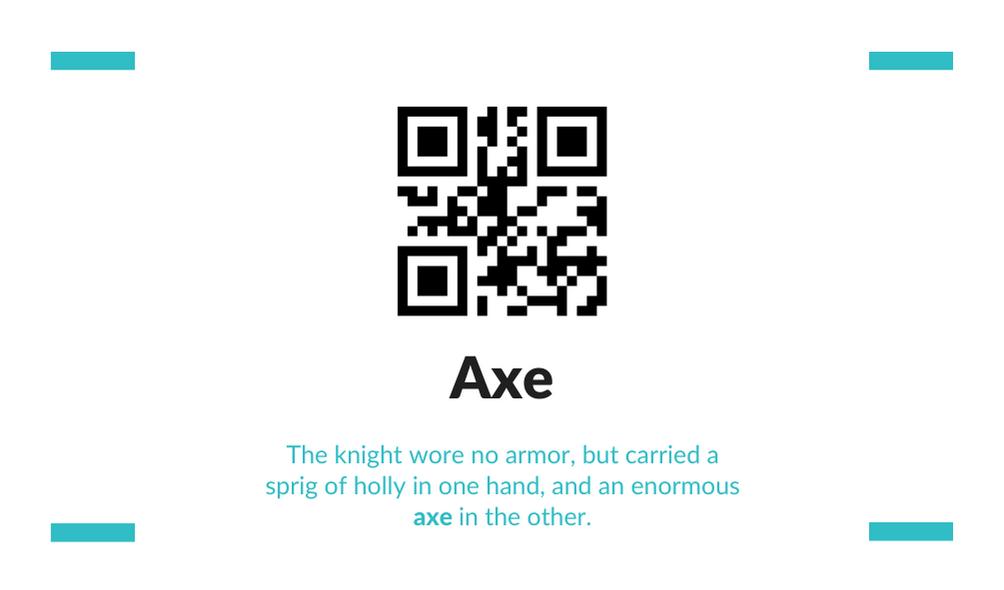 Axe
The knight wore no armor, but carried a
sprig of holly in one hand, and an enormous
axe in the other.